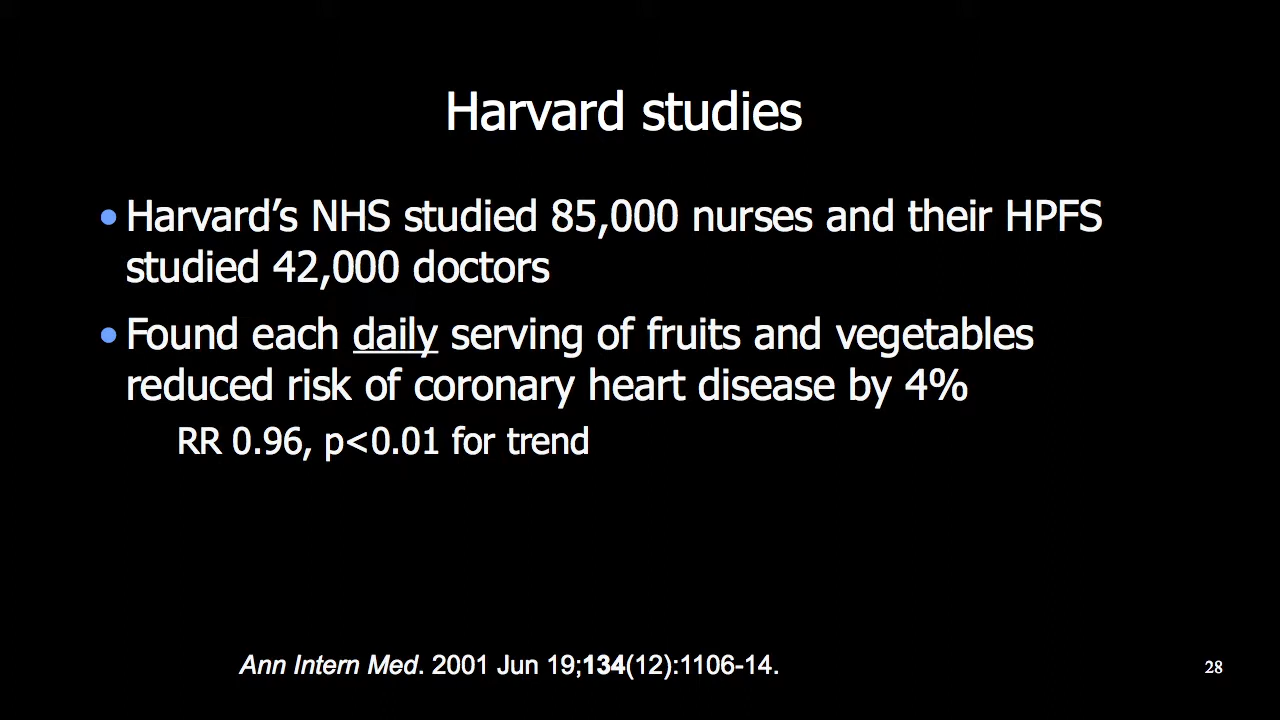 Harvard studies
•Harvard’s NHS studied 85,000 nurses and their HPFS
studied 42,000 doctors
•Found each daily serving of fruits and vegetables
reduced risk of coronary heart disease by 4%
RR 0.96, p<0.01 for trend
Ann Intern Med. 2001 Jun 19;134(12):1106-14.
28